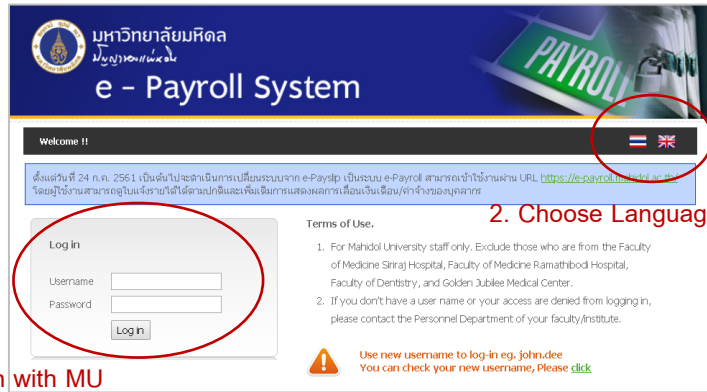 มหาวิทยาลัยมหิดล
ปัญญาของแผ่นดิน
e - Payroll System
PAYROLL
Welcome !!
ตั้งแต่วันที่ 24 ก.ค. 2561 เป็นต้นไปจะดำเนินการเปลี่ยนระบบจาก e-Payslip เป็นระบบ e-Payroll สามารถเข้าใช้งานผ่าน URL https://e-payroll.mahidol.ac.th/
โดยผู้ใช้งานสามารถดูใบแจ้งรายได้ได้ตามปกติและเพิ่มเติมการแสดงผลการเลื่อนเงินเดือน/ค่าจ้างของบุคลากร
2. Choose Languag
Log in
Username
Password
Log in
Terms of Use.
1. For Mahidol University staff only. Exclude those who are from the Faculty
of Medicine Siriraj Hospital, Faculty of Medicine Ramathibodi Hospital,
Faculty of Dentistry, and Golden Jubilee Medical Center.
2. If you don't have a user name or your access are denied from logging in,
please contact the Personnel Department of your faculty/institute.
Use new username to log-in eg. john.dee
You can check your new username, Please click
with MU